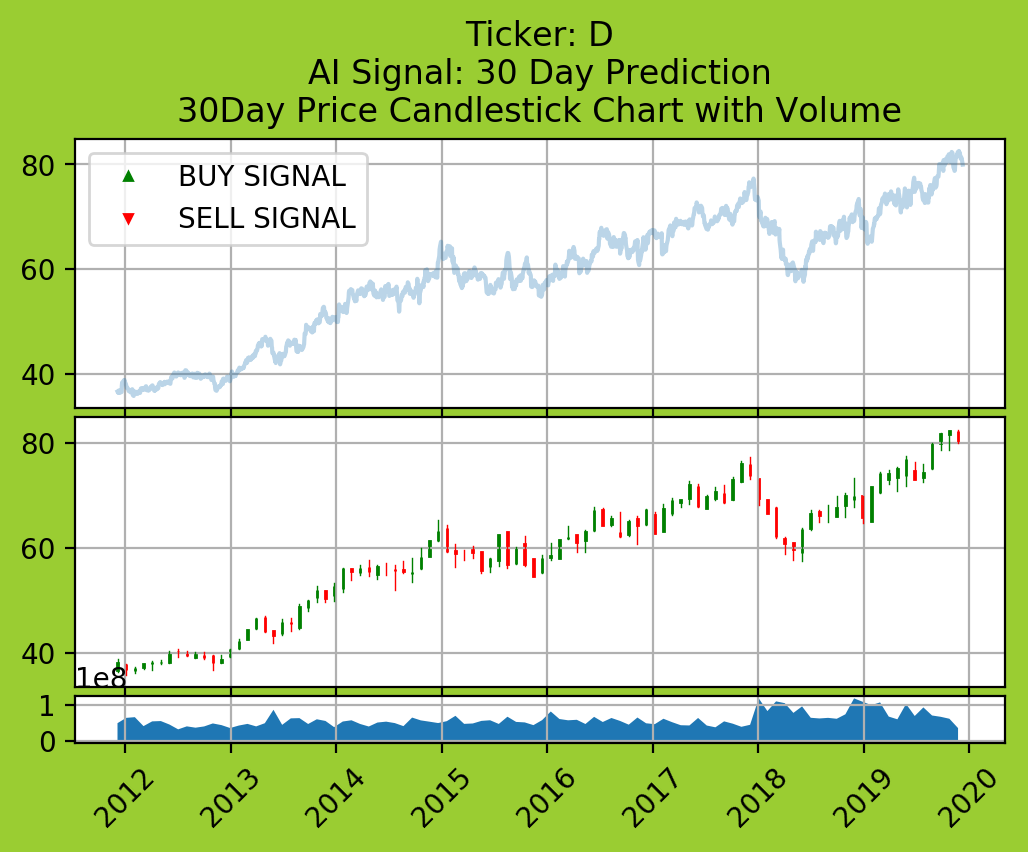 Ticker: D
AI Signal: 30 Day Prediction
30Day Price Candlestick Chart with Volume
BUY SIGNAL
SELL SIGNAL
80
60
40
80
60
40
1e8
1
0
2012 2013 2014 2015 2016 2017 2018 2019 2020